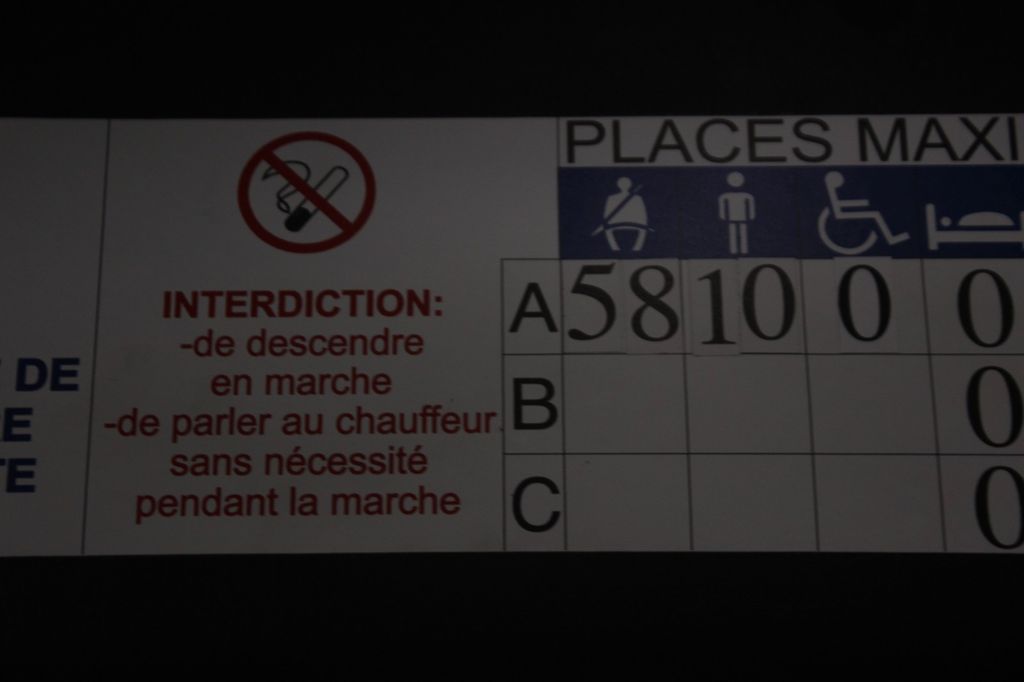 DE
E
TE
INTERDICTION:
-de descendre
en marche
-de parler au chauffeur
sans nécessité
pendant la marche
PLACES MAXI
A 58 10 0 0
B 0
C 0